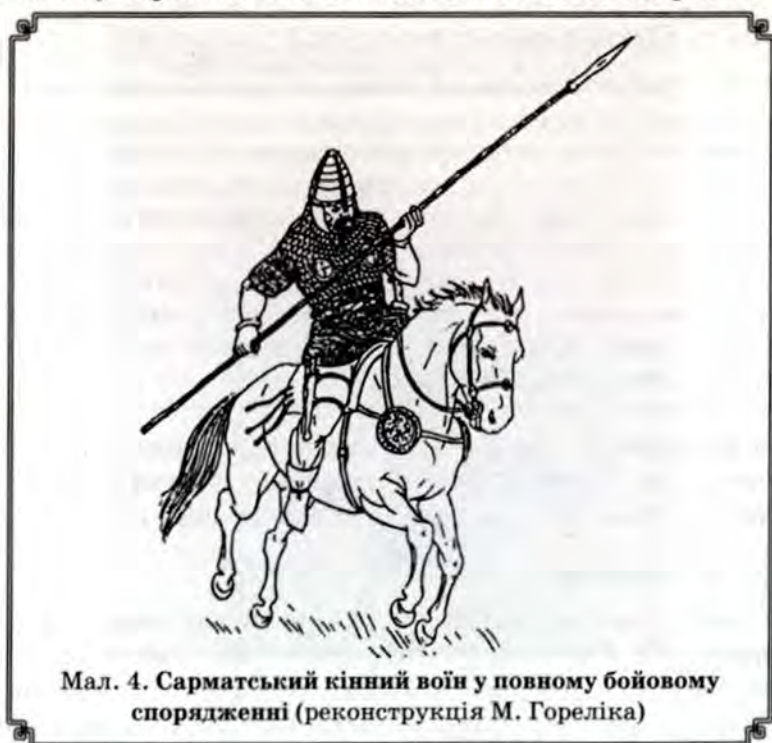 Мал. 4. Сарматський кінний воїн у повному бойовому
спорядженні (реконструкція М. Гореліка)